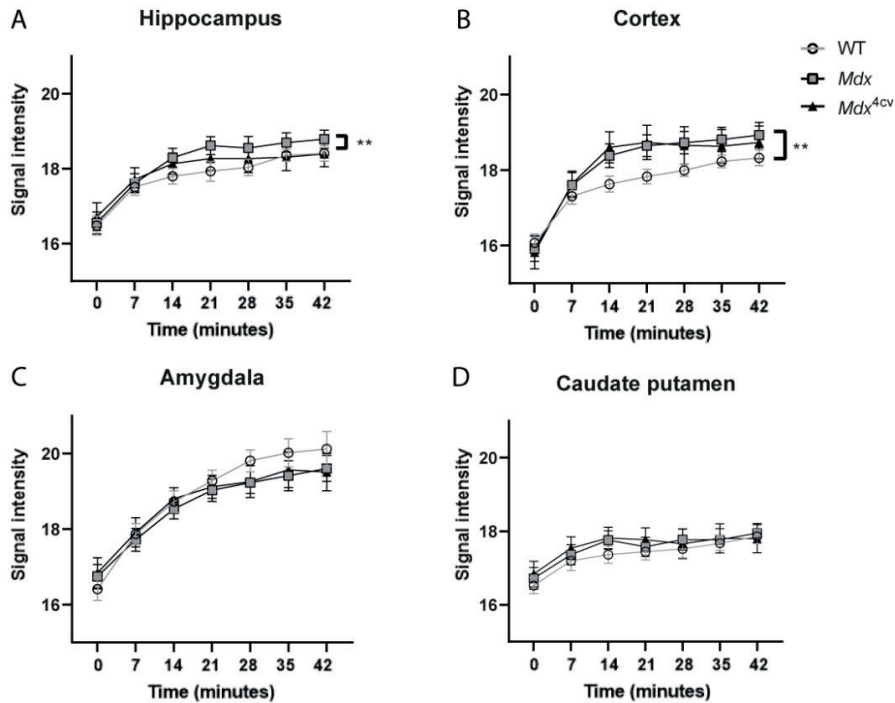 A
Hippocampus
Signal intensity
20
18
16
0 7 14 21 28 35 42
Time (minutes)
**
B
Cortex
Signal intensity
20
18
16
0 7 14 21 28 35 42
Time (minutes)
**
WT
Mdx
Mdx4cv
C
Amygdala
Signal intensity
20
18
16
0 7 14 21 28 35 42
Time (minutes)
D
Caudate putamen
Signal intensity
20
18
16
0 7 14 21 28 35 42
Time (minutes)